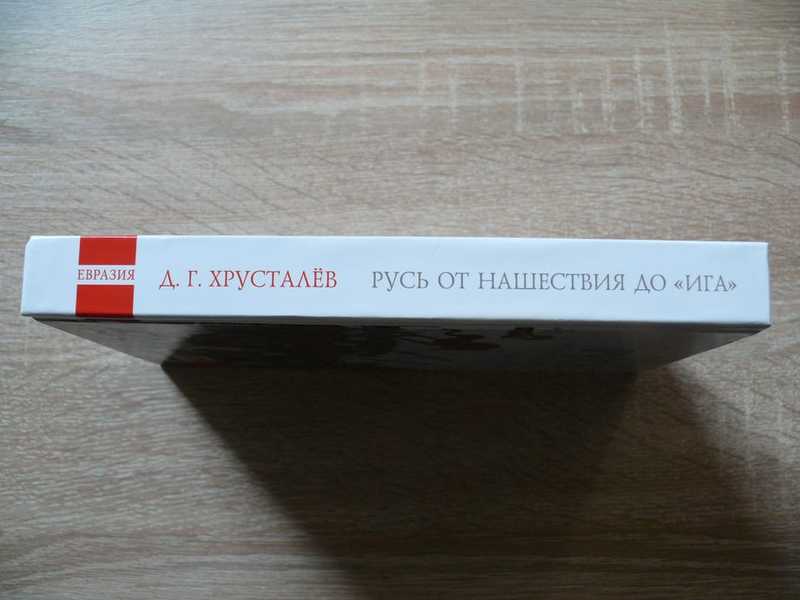 ЕВРАЗИЯ
Д. Г. ХРУСТАЛЁВ
РУСЬ ОТ НАШЕСТВИЯ ДО «ИГА»